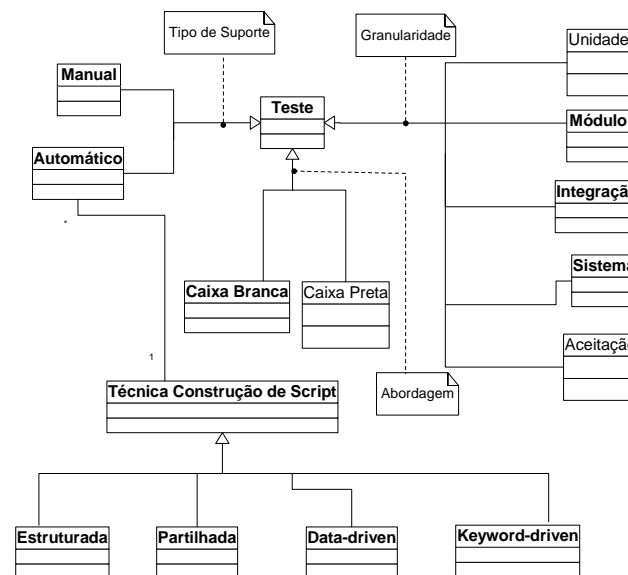 Tipo de Suporte
Granularidade
Unidade
Manual
Teste
Módulo
Automático
Integração
*
Sistema
Caixa Branca
Caixa Preta
Aceitação
1
Técnica Construção de Script
Abordagem
Estruturada
Partilhada
Data-driven
Keyword-driven